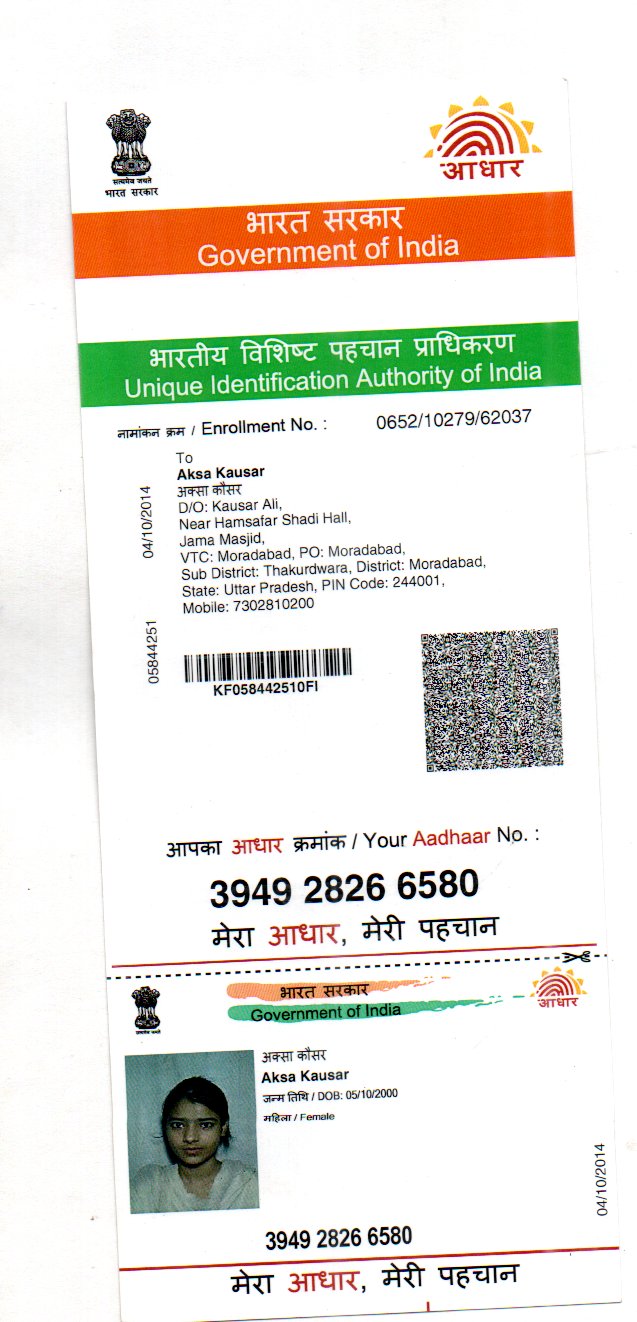 सत्यमेव जयते
भारत सरकार
आधार
भारत सरकार
Government of India
भारतीय विशिष्ट पहचान प्राधिकरण
Unique Identification Authority of India
नामांकन क्रम / Enrollment No. : 0652/10279/62037
To
Aksa Kausar
अक्सा कौसर
D/O: Kausar Ali,
Near Hamsafar Shadi Hall,
Jama Masjid,
VTC: Moradabad, PO: Moradabad,
Sub District: Thakurdwara, District: Moradabad,
State: Uttar Pradesh, PIN Code: 244001,
Mobile: 7302810200
04/10/2014
05844251
KF058442510FI
आपका आधार क्रमांक / Your Aadhaar No. :
3949 2826 6580
मेरा आधार, मेरी पहचान
भारत सरकार
Government of India
आधार
अक्सा कौसर
Aksa Kausar
जन्म तिथि / DOB: 05/10/2000
महिला / Female
04/10/2014
3949 2826 6580
मेरा आधार, मेरी पहचान